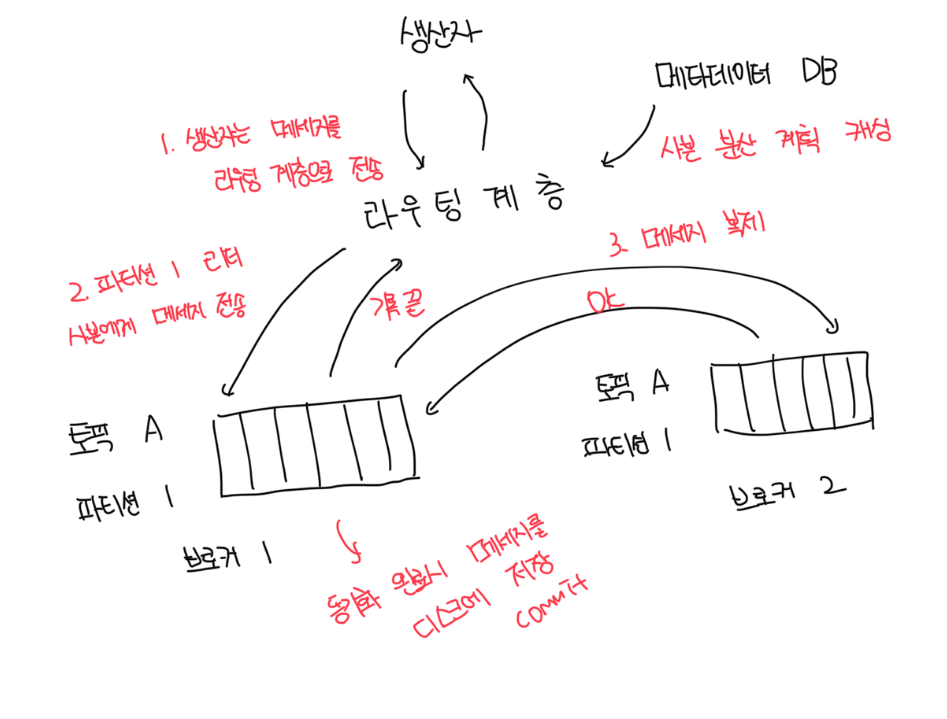 생산자
메타데이터 DB
1. 생산자는 메세지를
라우팅 계층으로 전송
사본 분산 계획 캐싱
라우팅 계층
3. 메세지 복제
2. 파티션 1 리더
사본에게 메세지 전송
기록 끝
OK
토픽 A
파티션 1
브로커 1
토픽 A
파티션 1
브로커 2
동기화 완료시 메세지를
디스크에 저장
commit